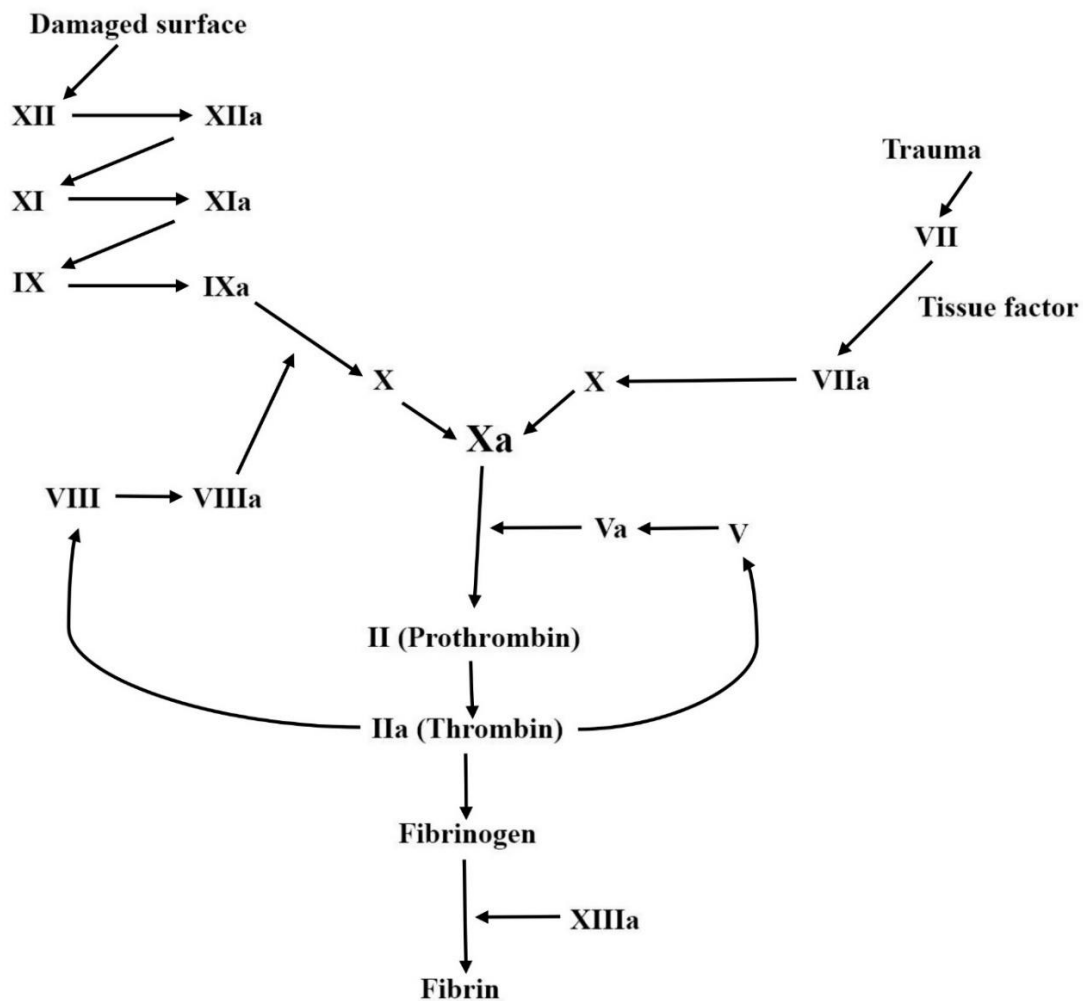 Damaged surface
XII
XIIa
Trauma
XI
XIa
VII
IX
IXa
Tissue factor
X
X
VIIa
Xa
VIII
VIIIa
Va
V
II (Prothrombin)
IIa (Thrombin)
Fibrinogen
XIIIa
Fibrin